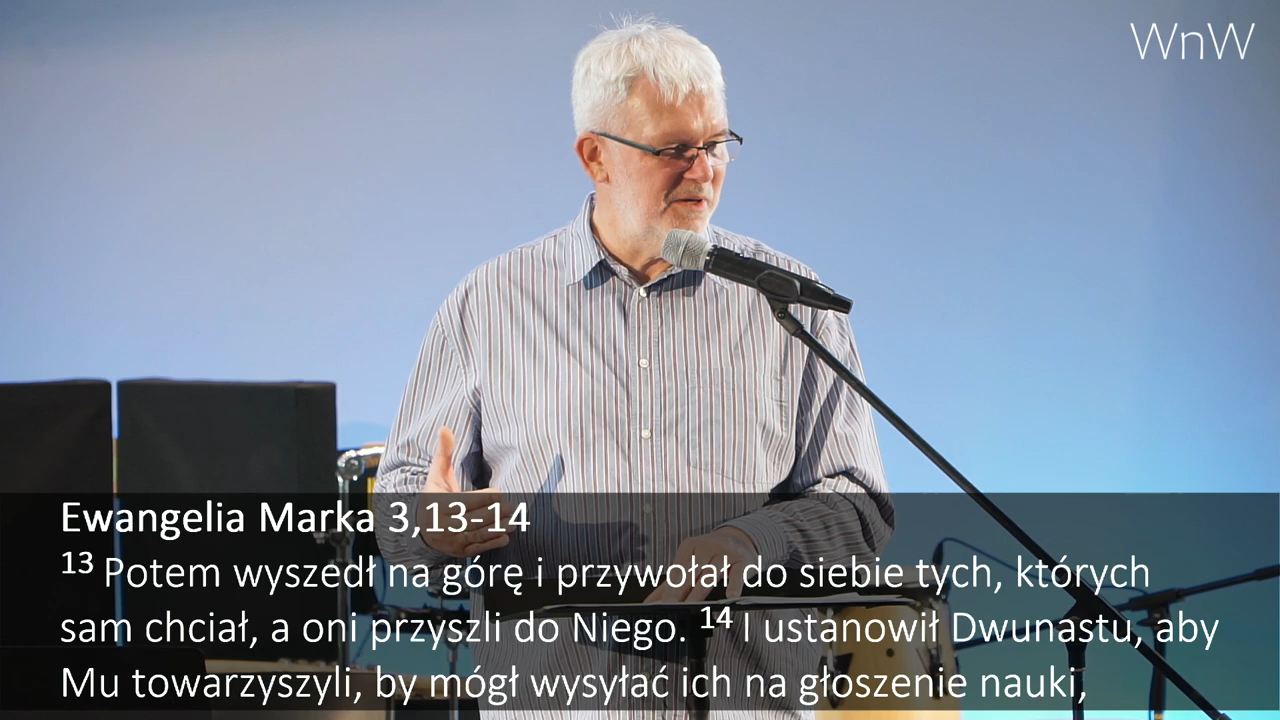 WnW
Ewangelia Marka 3,13-14
13 Potem wyszedł na górę i przywołał do siebie tych, których
sam chciał, a oni przyszli do Niego. 14 I ustanowił Dwunastu, aby
Mu towarzyszyli, by mógł wysyłać ich na głoszenie nauki,